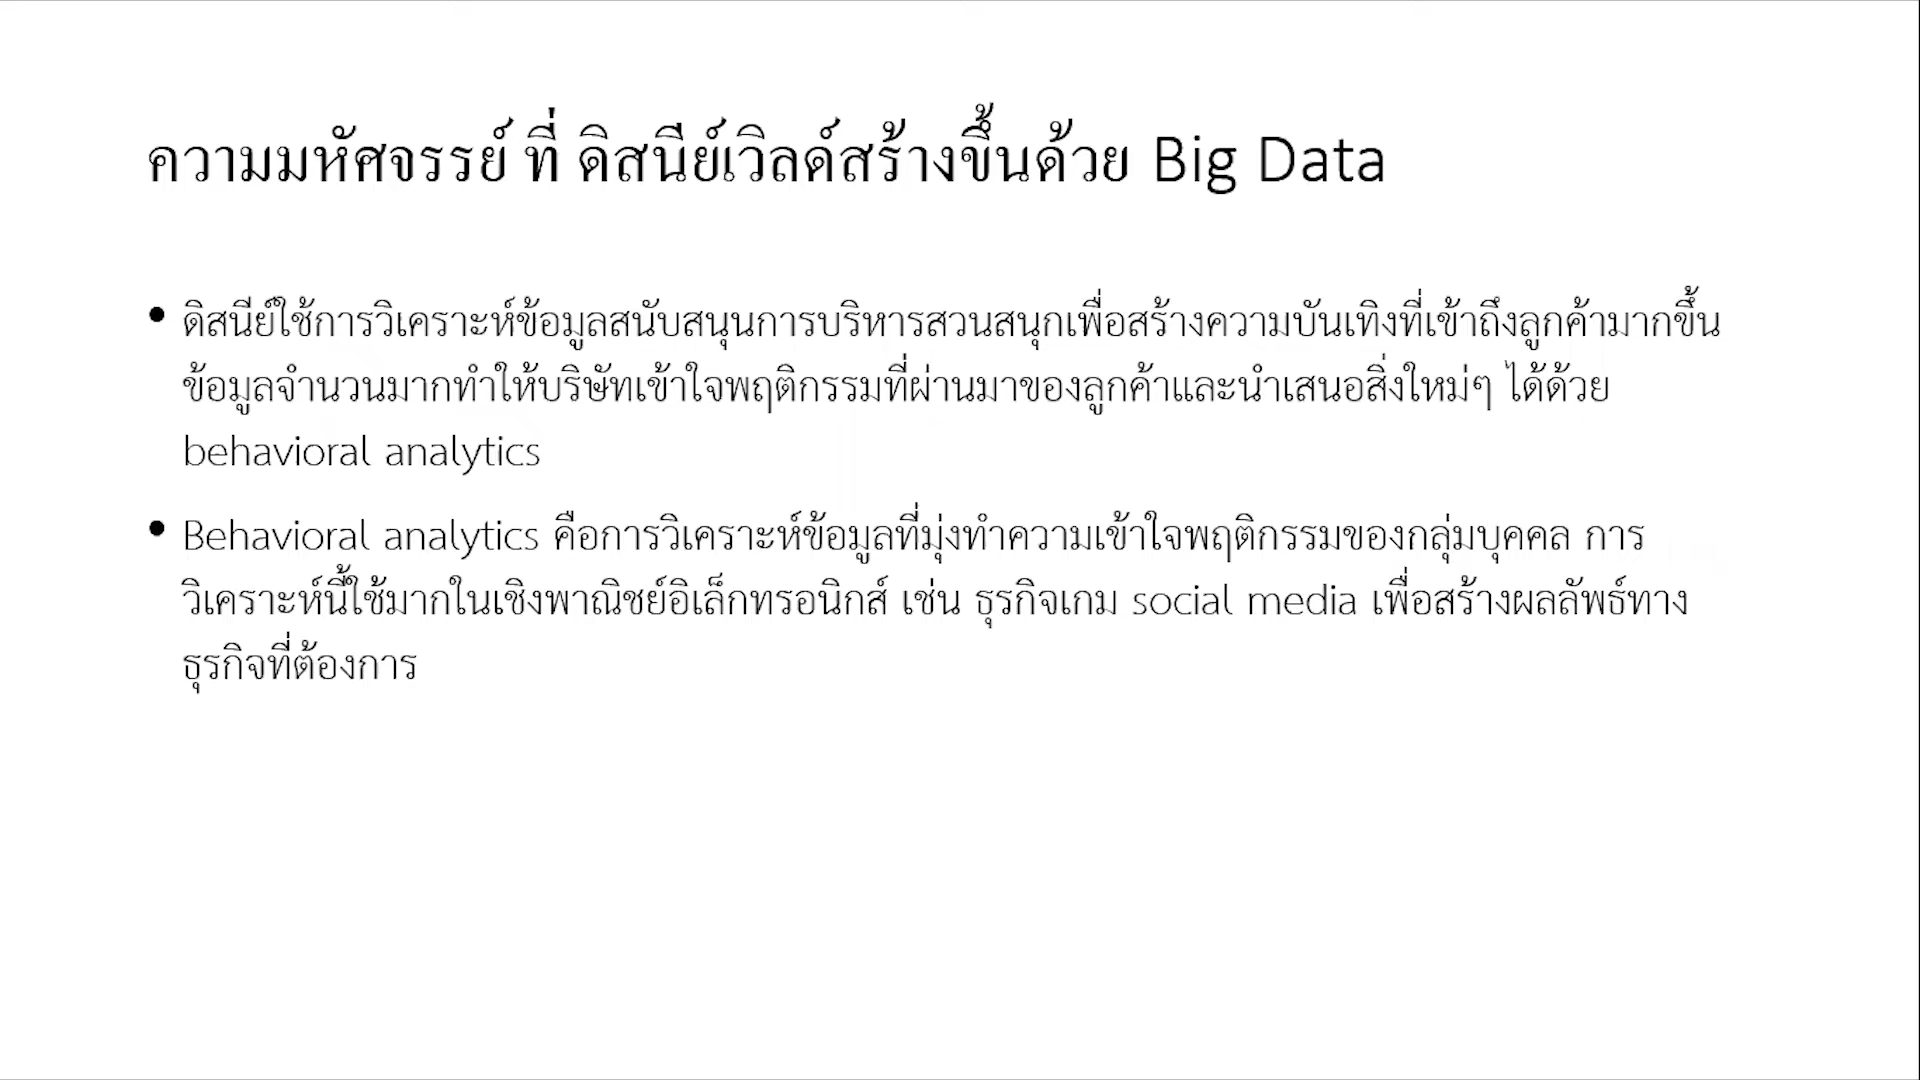 ความมหัศจรรย์ ที่ ดิสนีย์เวิลด์สร้างขึ้นด้วย Big Data
• ดิสนีย์ใช้การวิเคราะห์ข้อมูลสนับสนุนการบริหารสวนสนุกเพื่อสร้างความบันเทิงที่เข้าถึงลูกค้ามากขึ้น
ข้อมูลจำนวนมากทำให้บริษัทเข้าใจพฤติกรรมที่ผ่านมาของลูกค้าและนำเสนอสิ่งใหม่ๆ ได้ด้วย
behavioral analytics
• Behavioral analytics คือการวิเคราะห์ข้อมูลที่มุ่งทำความเข้าใจพฤติกรรมของกลุ่มบุคคล การ
วิเคราะห์นี้ใช้มากในเชิงพาณิชย์อิเล็กทรอนิกส์ เช่น ธุรกิจเกม social media เพื่อสร้างผลลัพธ์ทาง
ธุรกิจที่ต้องการ